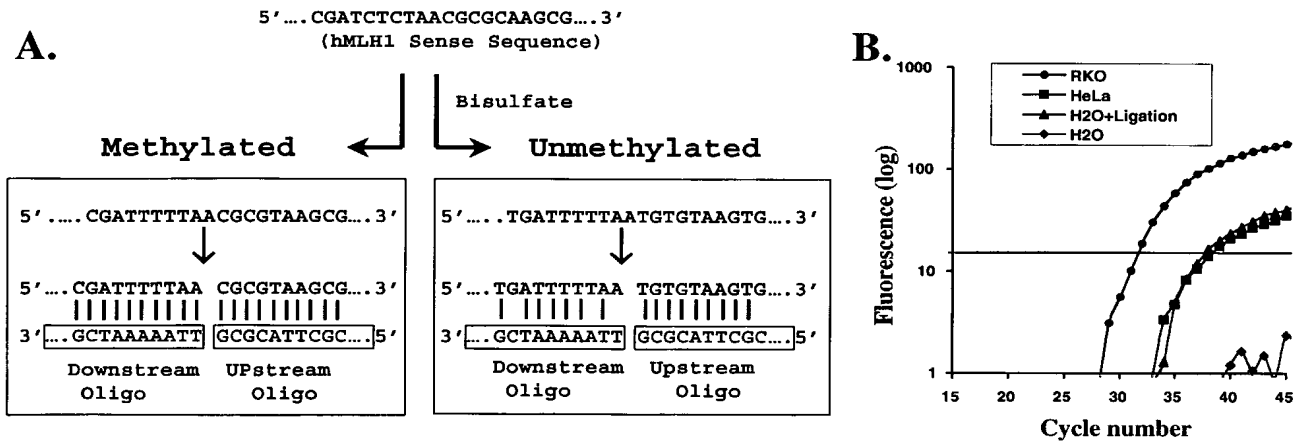 A.
5'....CGATCTCTAACGCGCAAGCG....3'
(hMLH1 Sense Sequence)
Bisulfate
Methylated
Unmethylated
5'.....CGATTTTTAACGCGTAAGCG....3'
5'.....CGATTTTTAA CGCGTAAGCG....3'
3'....GCTAAAAATT GCGCATTCGC....5'
Downstream Oligo
UPstream Oligo
5'.....TGATTTTTAATGTGTAAGTG....3'
5'.....TGATTTTTAA TGTGTAAGTG....3'
3'....GCTAAAAATT GCGCATTCGC....5'
Downstream Oligo
Upstream Oligo
B.
RKO
HeLa
H2O+Ligation
H2O
Fluorescence (log)
1000
100
10
1
15 20 25 30 35 40 45
Cycle number